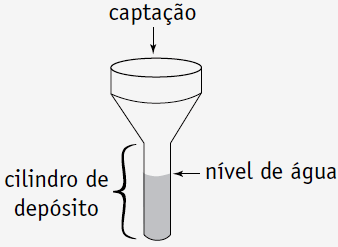 captação
nível de água
cilindro de
depósito